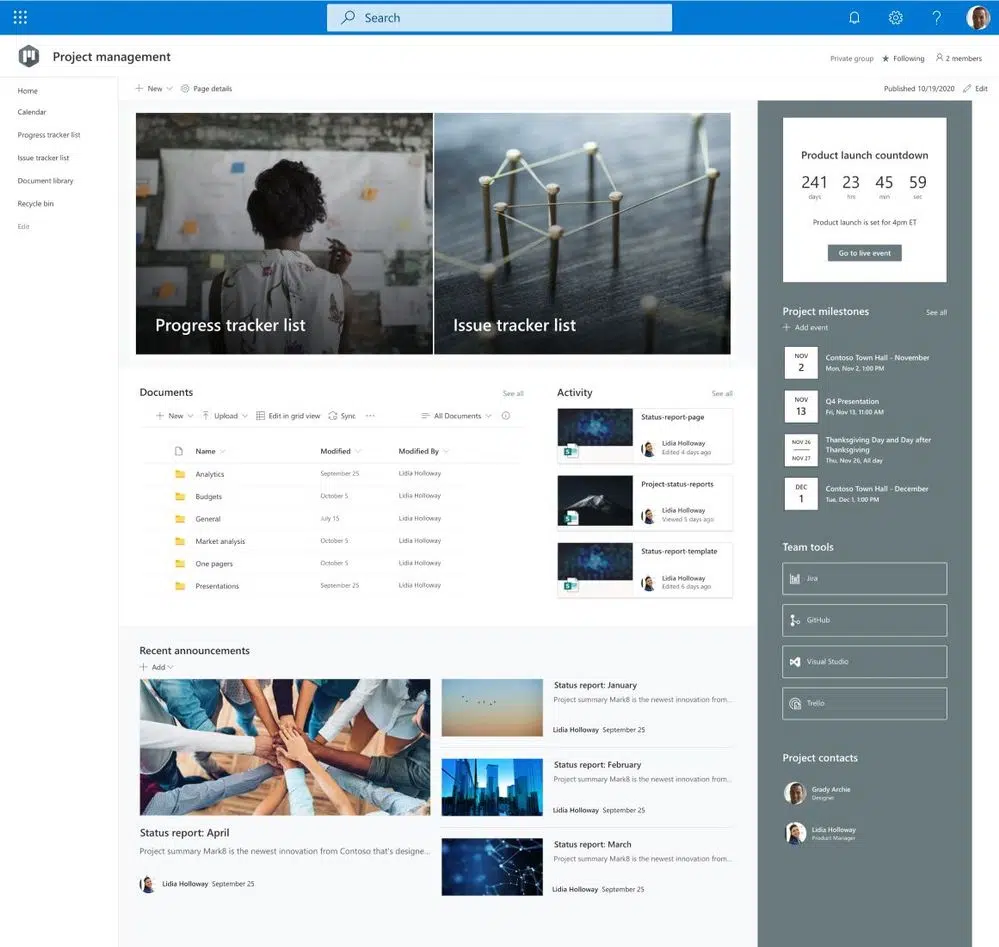 Search
Project management
Private group
Following
2 members
Home
Calendar
Progress tracker list
Issue tracker list
Document library
Recycle bin
Edit
New
Page details
Published 10/19/2020
Edit
Progress tracker list
Issue tracker list
Documents
See all
New
Upload
Edit in grid view
Sync
All Documents
Name
Modified
Modified By
Analytics
September 25
Lidia Holloway
Budgets
October 5
Lidia Holloway
General
July 15
Lidia Holloway
Market analysis
October 5
Lidia Holloway
One pagers
October 5
Lidia Holloway
Presentations
September 25
Lidia Holloway
Activity
See all
Status-report-page
Lidia Holloway
Edited 4 days ago
Project-status-reports
Lidia Holloway
Viewed 5 days ago
Status-report-template
Lidia Holloway
Edited 6 days ago
Recent announcements
Add
Status report: April
Project summary Mark8 is the newest innovation from Contoso that's designe...
Lidia Holloway September 25
Status report: January
Project summary Mark8 is the newest innovation from...
Lidia Holloway September 25
Status report: February
Project summary Mark8 is the newest innovation from...
Lidia Holloway September 25
Status report: March
Project summary Mark8 is the newest innovation from...
Lidia Holloway September 25
Product launch countdown
241 23 45 59
days hrs min sec
Product launch is set for 4pm ET
Go to live event
Project milestones
See all
Add event
NOV
2
Contoso Town Hall - November
Mon, Nov 2, 1:00 PM
NOV
13
Q4 Presentation
Fri, Nov 13, 11:00 AM
NOV 26
NOV 27
Thanksgiving Day and Day after
Thanksgiving
Thu, Nov 26, All day
DEC
1
Contoso Town Hall - December
Tue, Dec 1, 1:00 PM
Team tools
Jira
GitHub
Visual Studio
Trello
Project contacts
Grady Archie
Designer
Lidia Holloway
Product Manager